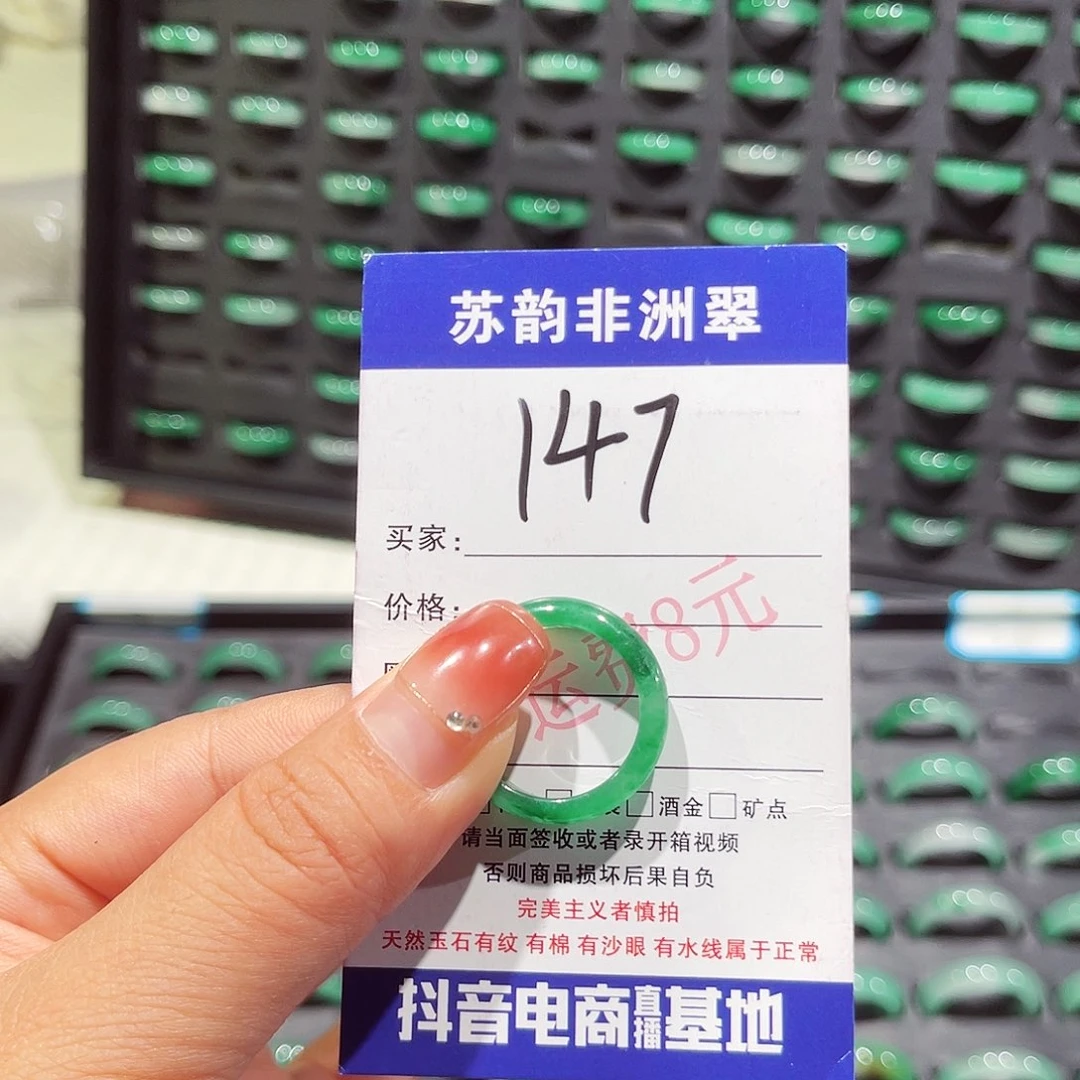 苏韵非洲翠
147
买家：
价格：
运费8元
酒金 矿点
请当面签收或者录开箱视频
否则商品损坏后果自负
完美主义者慎拍
天然玉石有纹 有棉 有沙眼 有水线属于正常
抖音电商直播基地